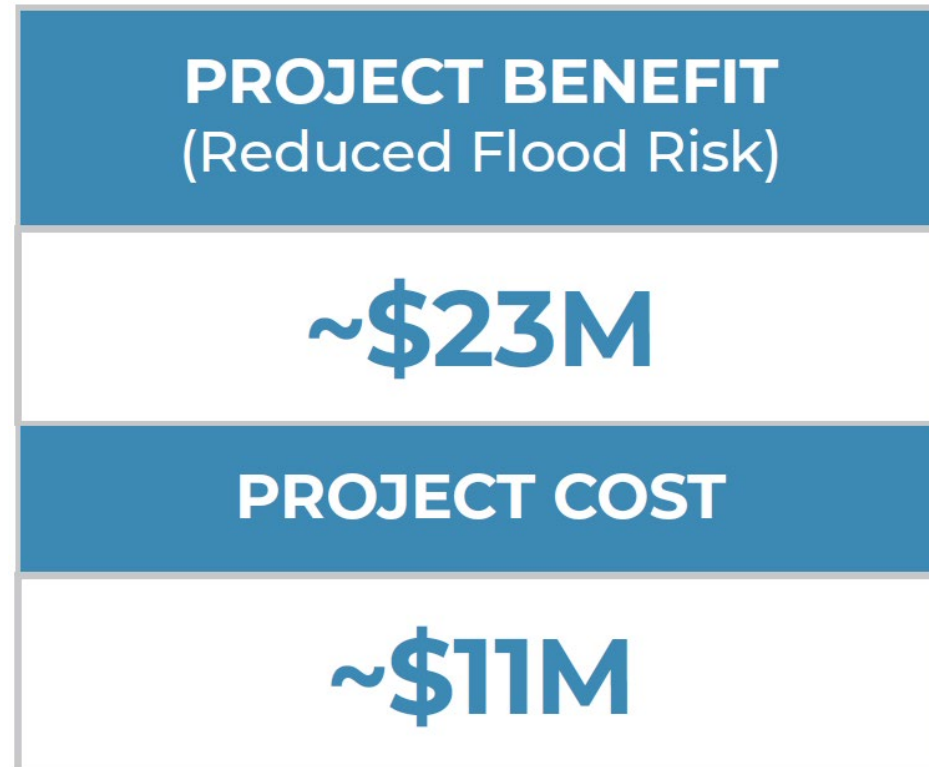 PROJECT BENEFIT
(Reduced Flood Risk)
~$23M
PROJECT COST
~$11M